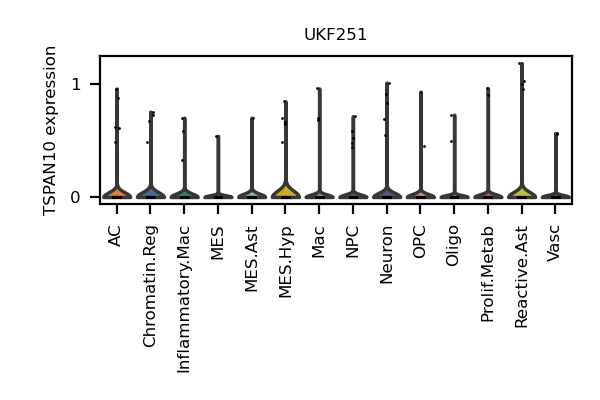 UKF251
TSPAN10 expression
1
0
AC
Chromatin.Reg
Inflammatory.Mac
MES
MES.Ast
MES.Hyp
Mac
NPC
Neuron
OPC
Oligo
Prolif.Metab
Reactive.Ast
Vasc